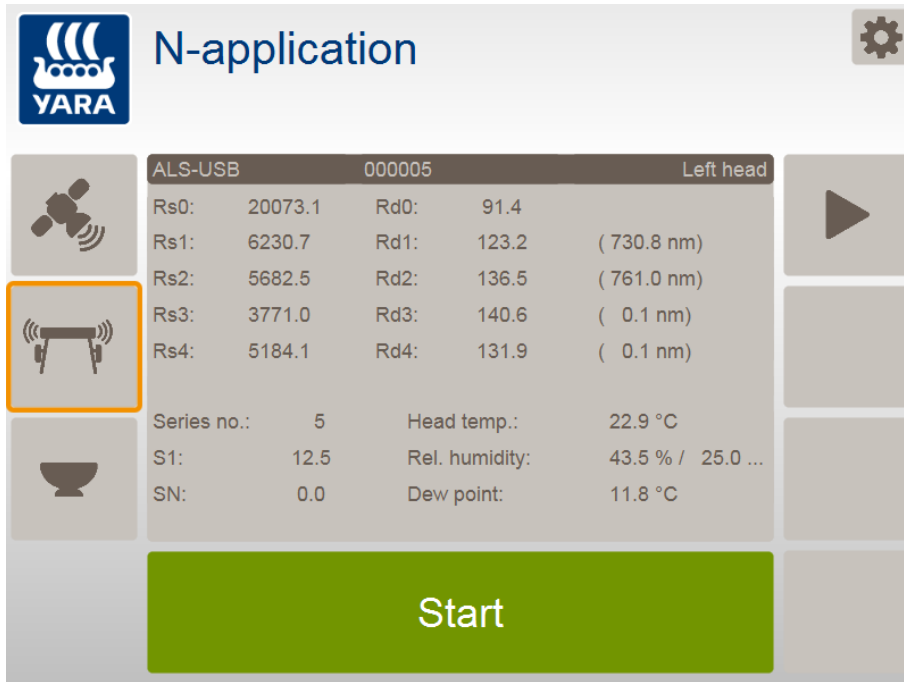 YARA
N-application
ALS-USB 000005 Left head
Rs0: 20073.1 Rd0: 91.4
Rs1: 6230.7 Rd1: 123.2 ( 730.8 nm)
Rs2: 5682.5 Rd2: 136.5 ( 761.0 nm)
Rs3: 3771.0 Rd3: 140.6 ( 0.1 nm)
Rs4: 5184.1 Rd4: 131.9 ( 0.1 nm)
Series no.: 5 Head temp.: 22.9 °C
S1: 12.5 Rel. humidity: 43.5 % / 25.0 ...
SN: 0.0 Dew point: 11.8 °C
Start